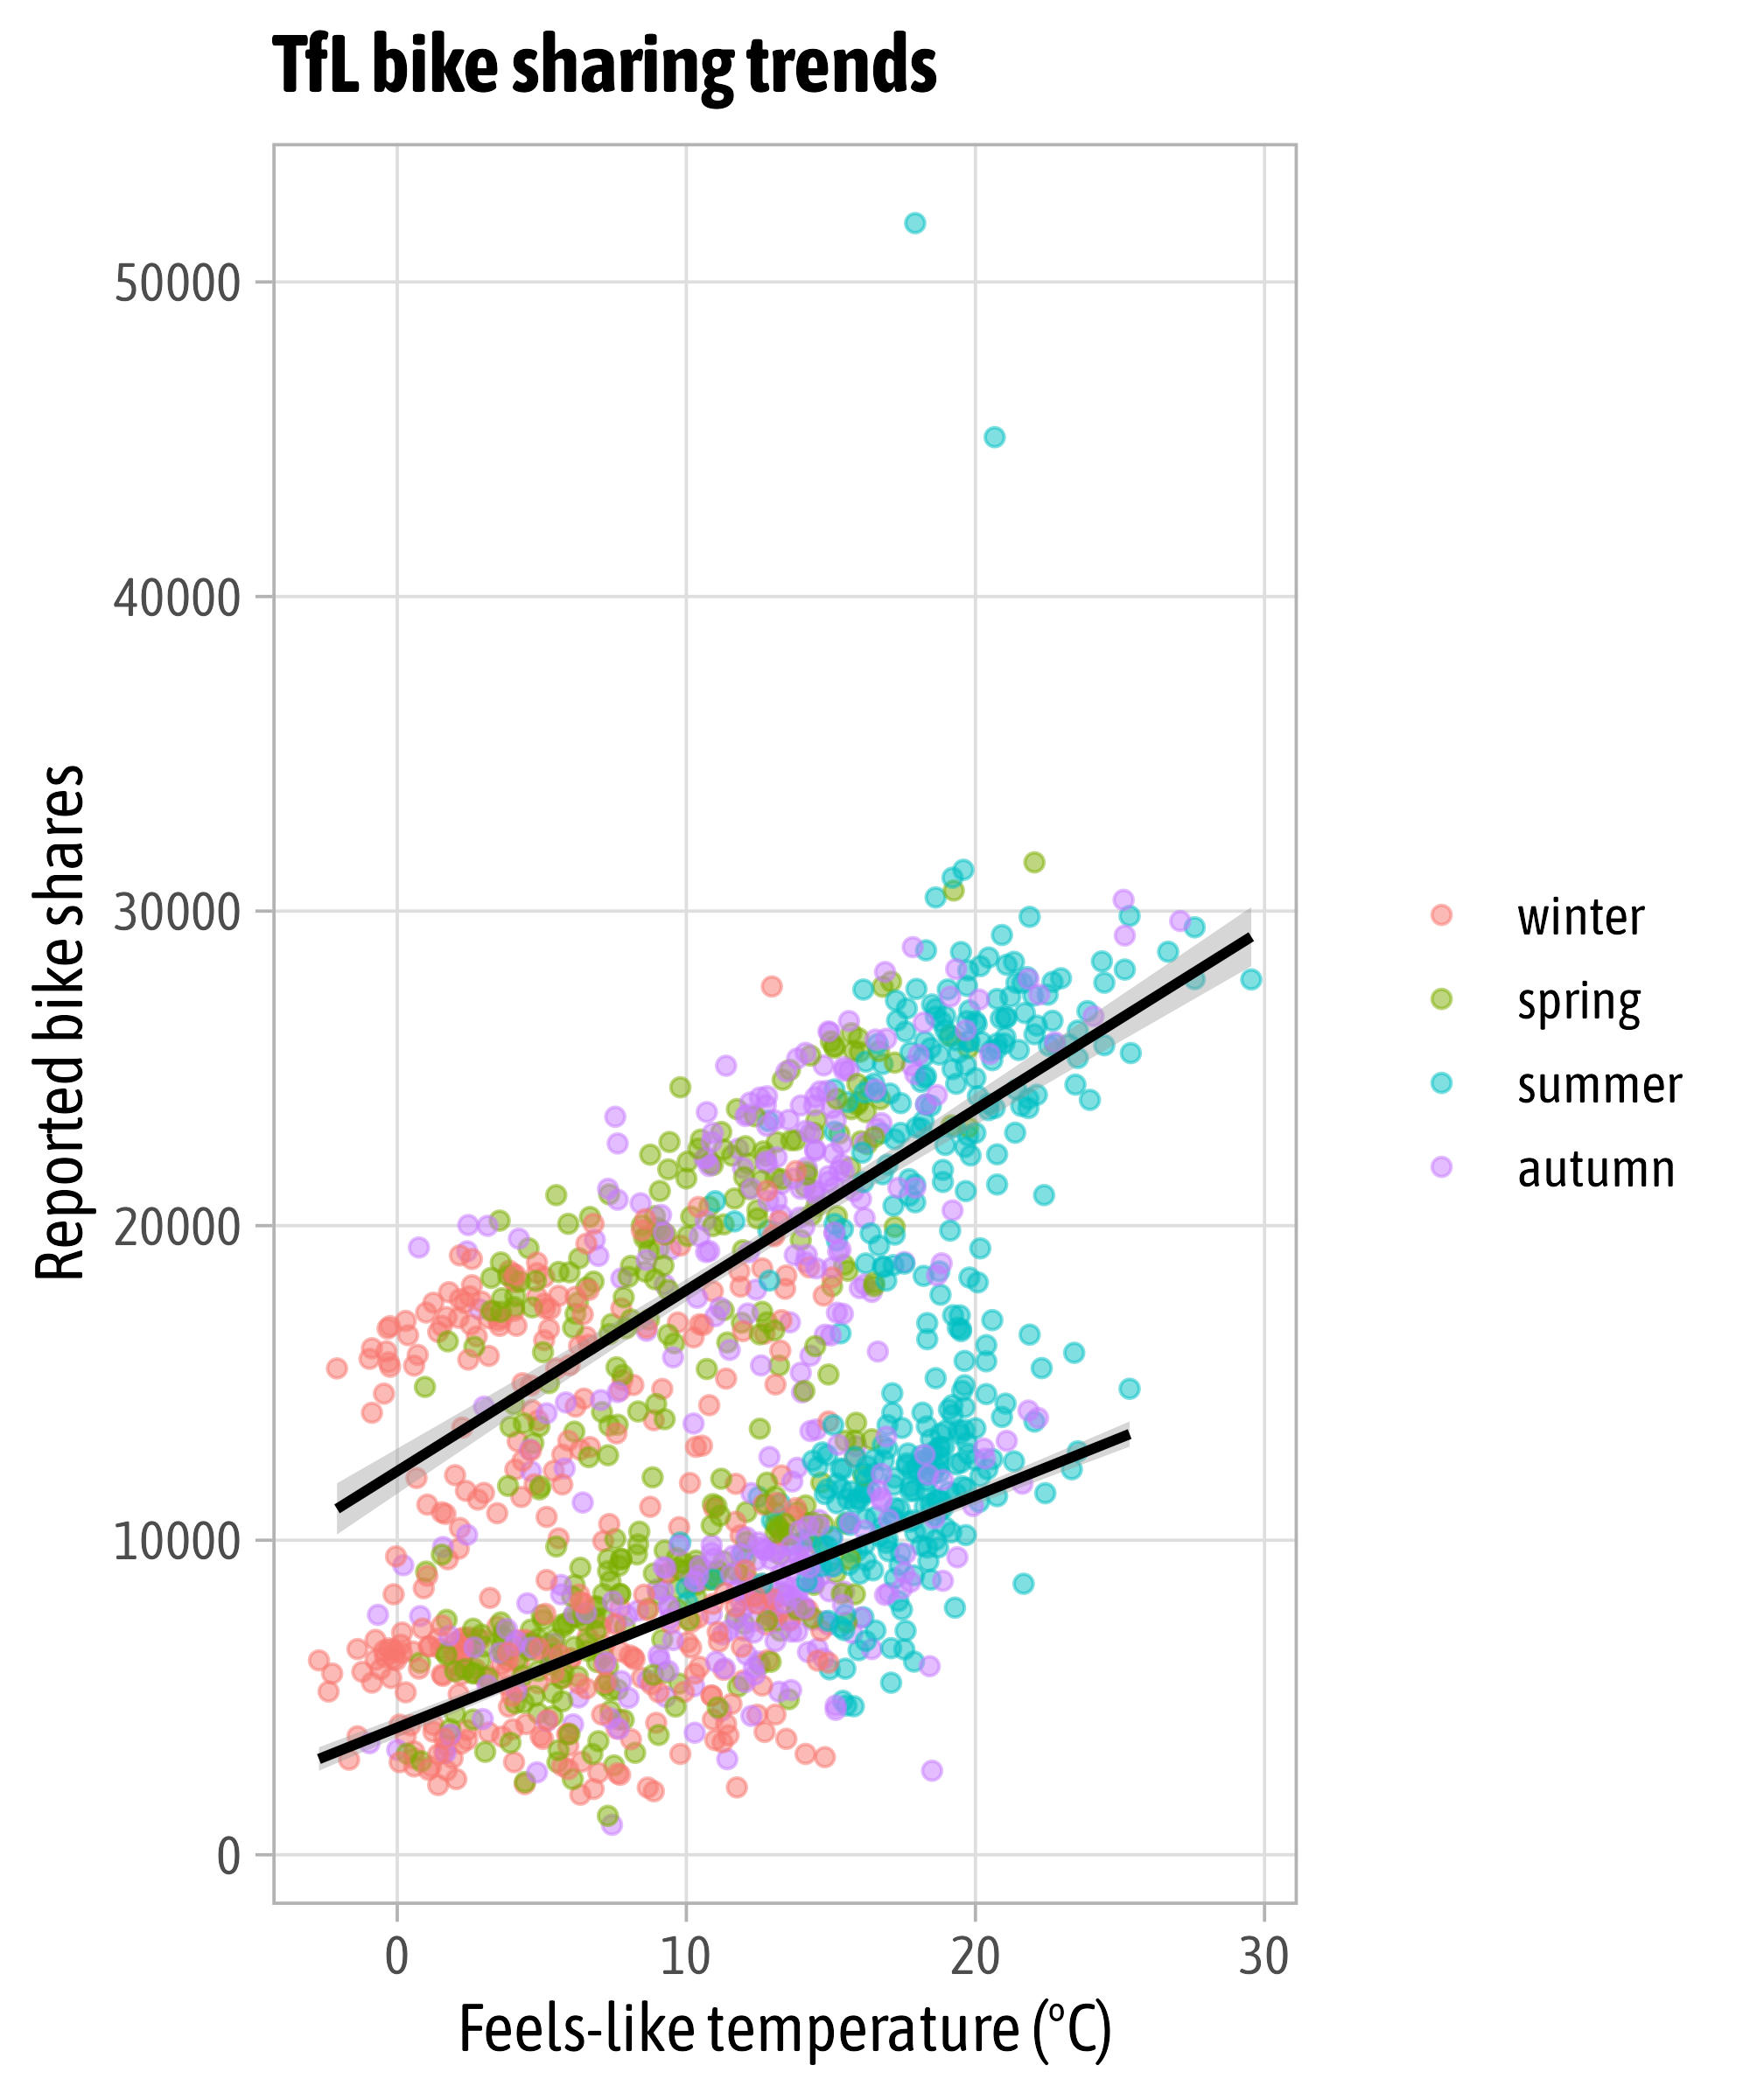 TfL bike sharing trends
50000
40000
30000
20000
10000
0
Reported bike shares
0 10 20 30
Feels-like temperature (°C)
winter
spring
summer
autumn